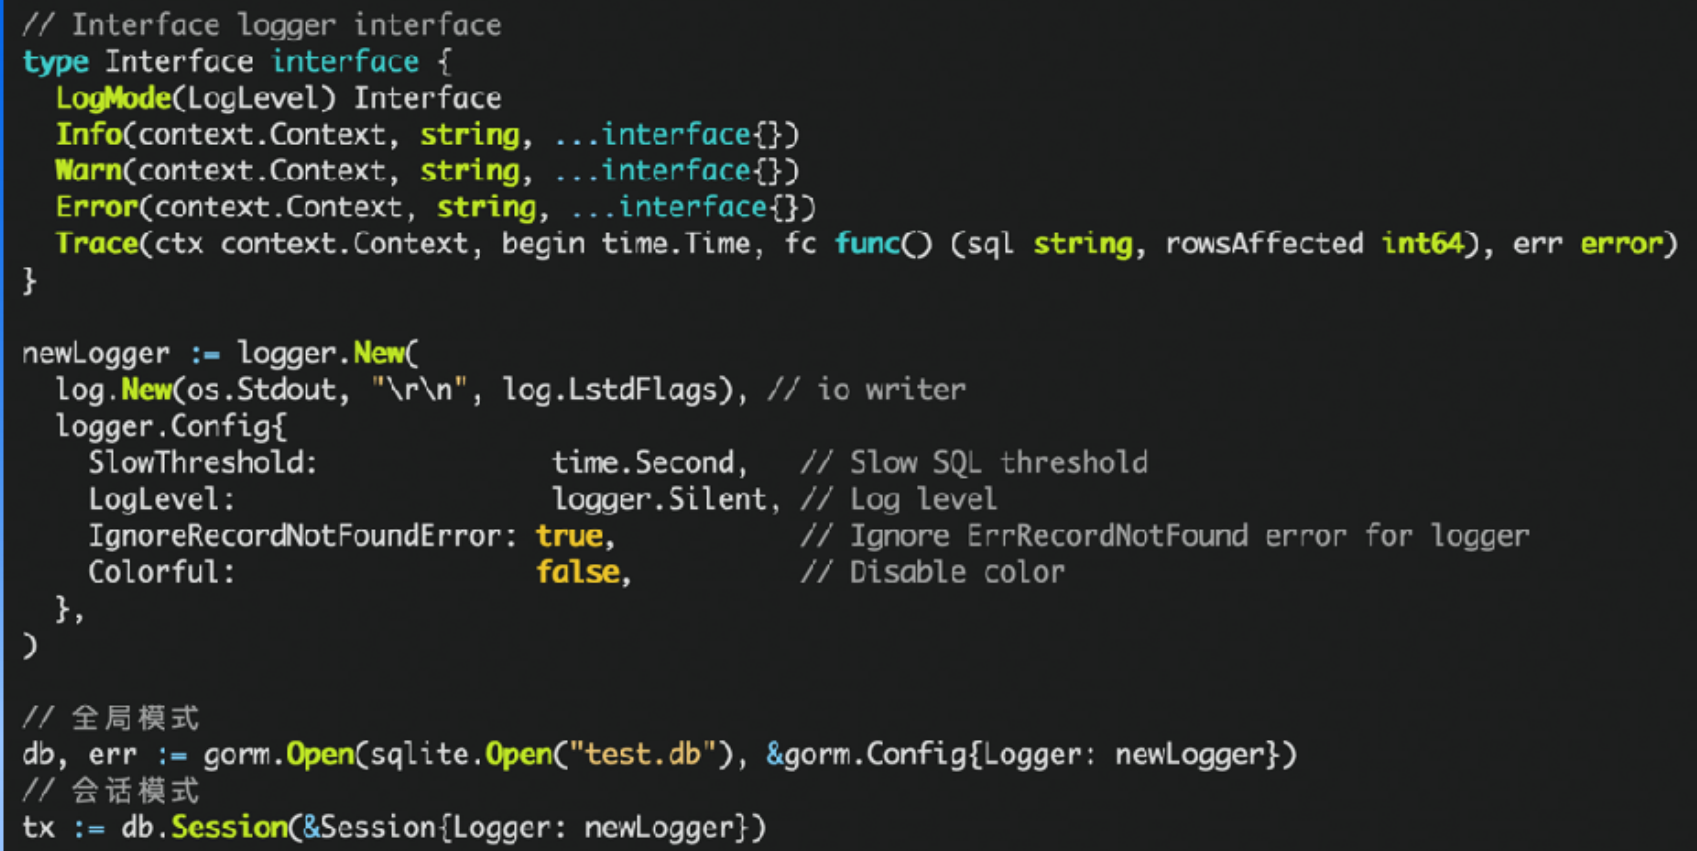 // Interface logger interface
type Interface interface {
  LogMode(LogLevel) Interface
  Info(context.Context, string, ...interface{})
  Warn(context.Context, string, ...interface{})
  Error(context.Context, string, ...interface{})
  Trace(ctx context.Context, begin time.Time, fc func() (sql string, rowsAffected int64), err error)
}

newLogger := logger.New(
  log.New(os.Stdout, "\r\n", log.LstdFlags), // io writer
  logger.Config{
    SlowThreshold:              time.Second,   // Slow SQL threshold
    LogLevel:                   logger.Silent, // Log level
    IgnoreRecordNotFoundError: true,           // Ignore ErrRecordNotFound error for logger
    Colorful:                  false,          // Disable color
  },
)

// 全局模式
db, err := gorm.Open(sqlite.Open("test.db"), &gorm.Config{Logger: newLogger})
// 会话模式
tx := db.Session(&Session{Logger: newLogger})